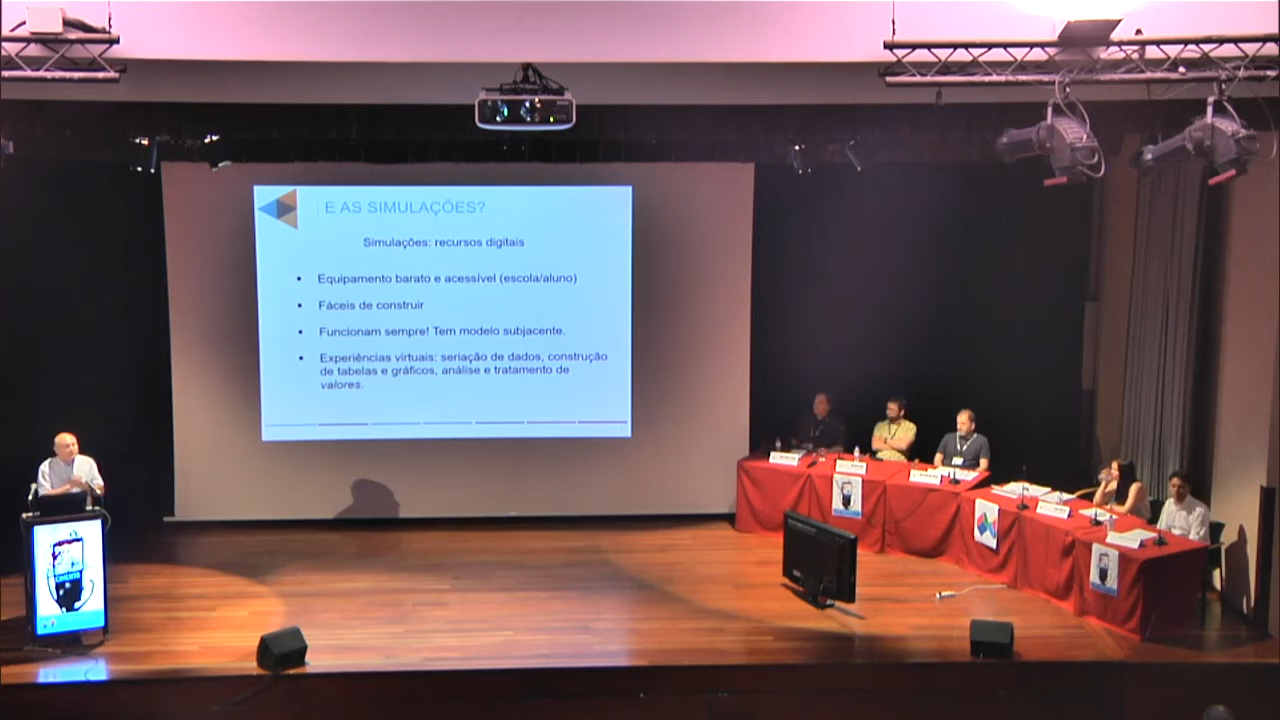 E AS SIMULAÇÕES?
Simulações: recursos digitais
• Equipamento barato e acessível (escola/aluno)
• Fáceis de construir
• Funcionam sempre! Tem modelo subjacente.
• Experiências virtuais: seriação de dados, construção
de tabelas e gráficos, análise e tratamento de
valores.